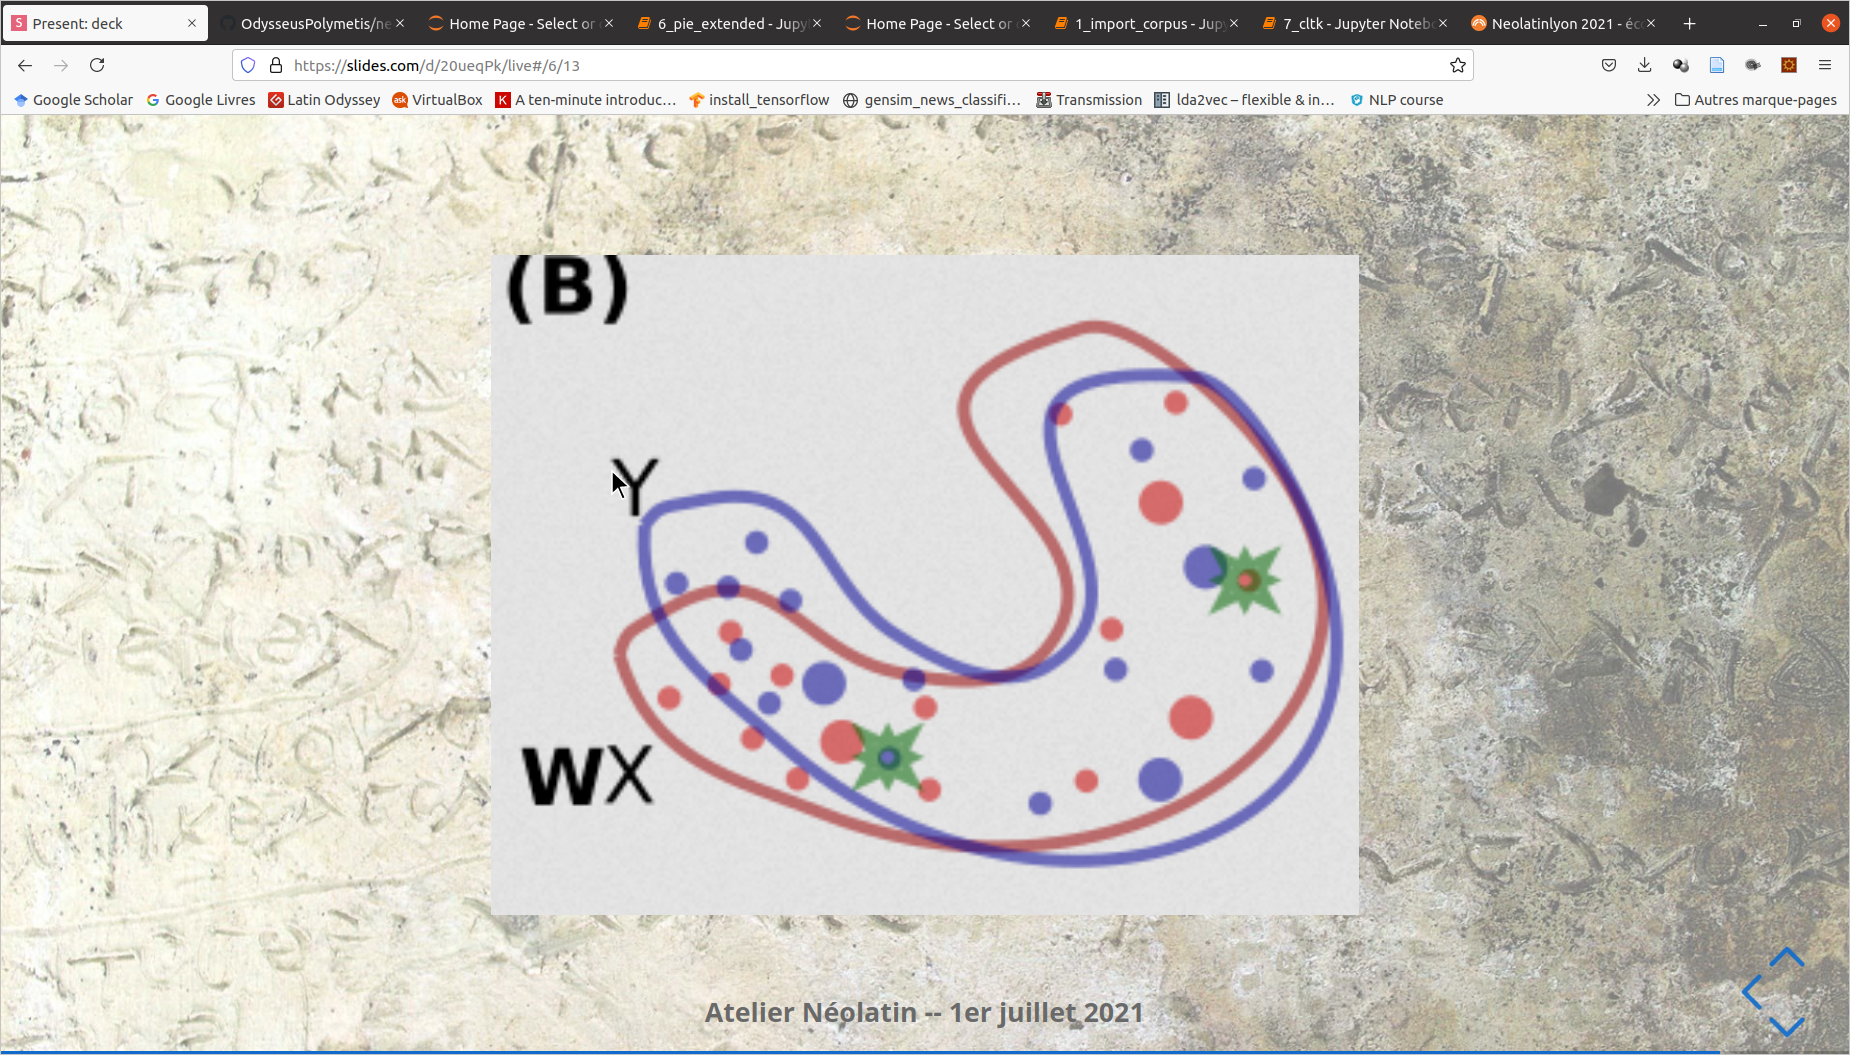 Present: deck
OdysseusPolymetis/ne
Home Page - Select or
6_pie_extended - Jupy
Home Page - Select or
1_import_corpus - Jup
7_cltk - Jupyter Noteb
Neolatinlyon 2021 - éc
https://slides.com/d/20ueqPk/live#/6/13
Google Scholar
Google Livres
Latin Odyssey
VirtualBox
A ten-minute introduc...
install_tensorflow
gensim_news_classifi...
Transmission
lda2vec – flexible & in...
NLP course
Autres marque-pages
(B)
Y
WX
Atelier Néolatin -- 1er juillet 2021